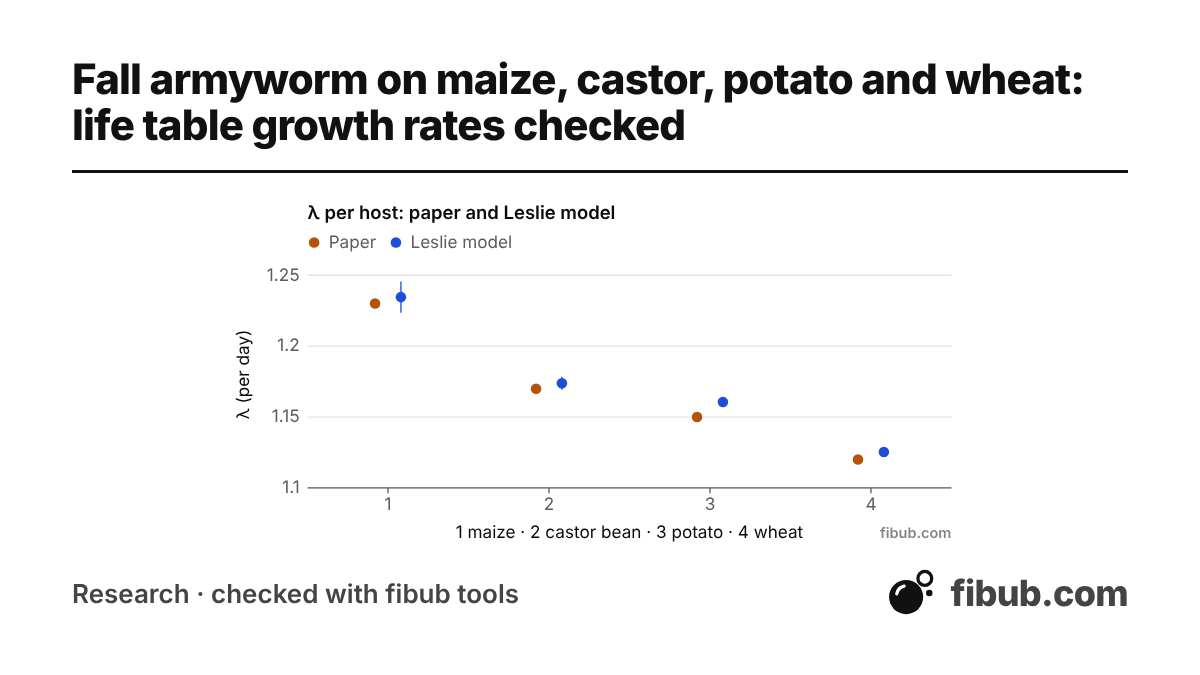 Fall armyworm on maize, castor, potato and wheat:
life table growth rates checked
λ per host: paper and Leslie model
Paper Leslie model
1.25
1.2
1.15
1.1
λ (per day)
1 2 3 4
1 maize · 2 castor bean · 3 potato · 4 wheat
fibub.com
Research · checked with fibub tools
fibub.com